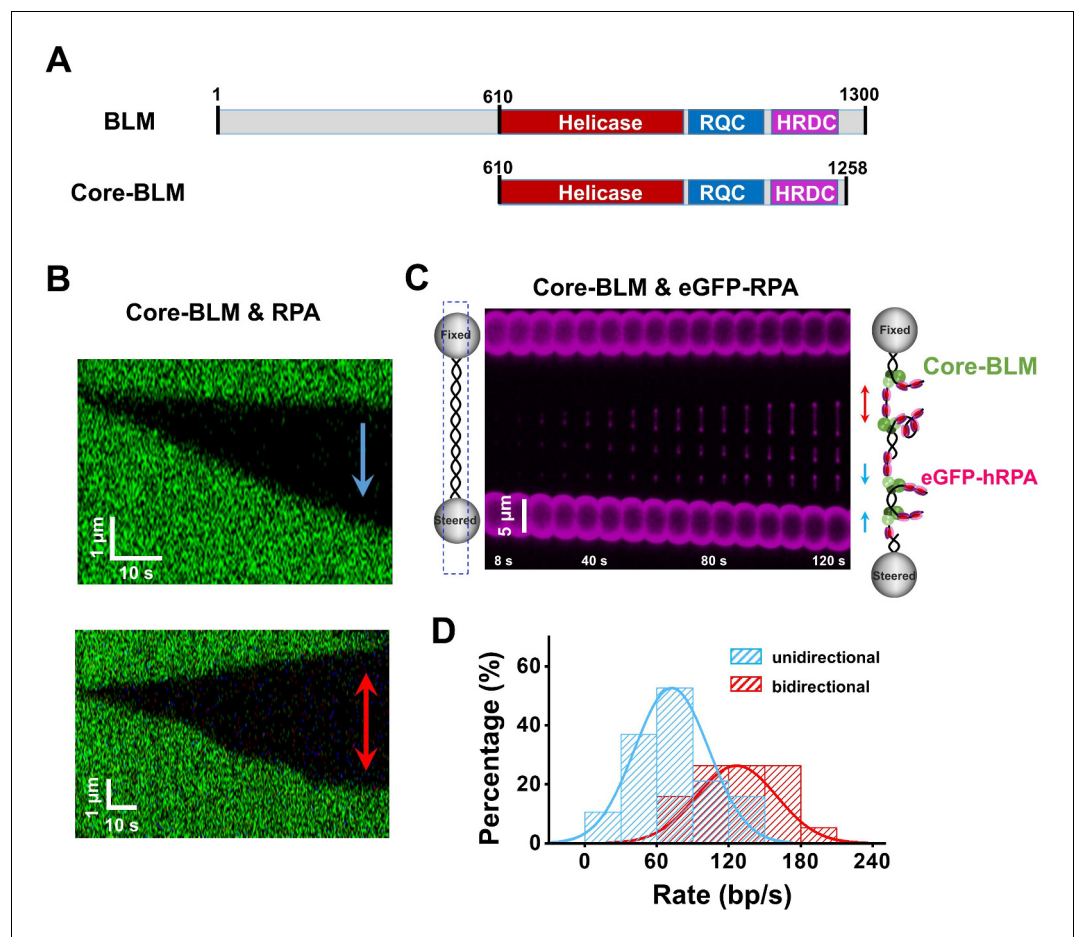 A
1
610
1300
BLM
Helicase
RQC
HRDC
610
1258
Core-BLM
Helicase
RQC
HRDC
B
Core-BLM & RPA
1 μm
10 s
1 μm
10 s
C
Core-BLM & eGFP-RPA
Fixed
Steered
5 μm
8 s
40 s
80 s
120 s
Fixed
Core-BLM
eGFP-hRPA
Steered
D
unidirectional
bidirectional
Percentage (%)
60
40
20
0
0
60
120
180
240
Rate (bp/s)